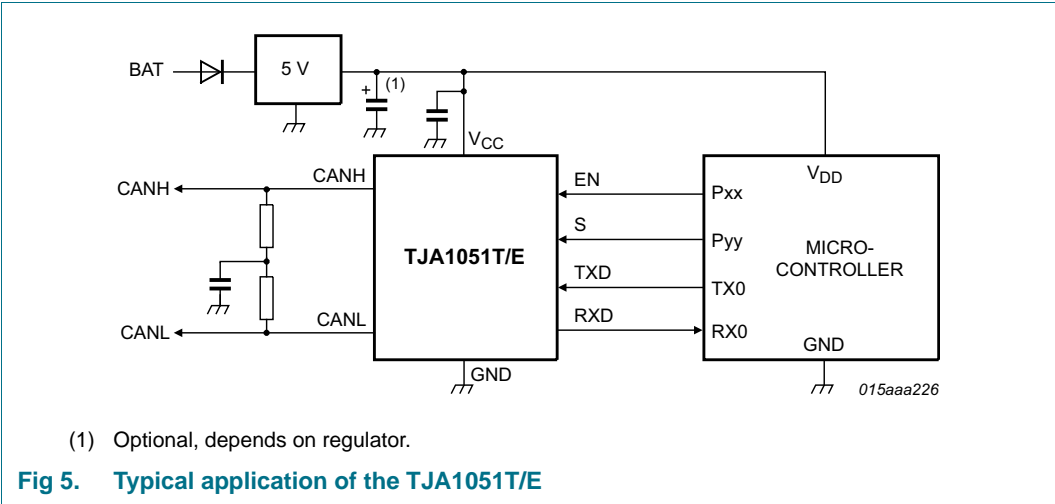 BAT
5 V
+
(1)
VCC
CANH
CANH
EN
Pxx
VDD
S
Pyy
TJA1051T/E
MICRO-
CONTROLLER
TXD
TX0
CANL
CANL
RXD
RX0
GND
GND
015aaa226
(1) Optional, depends on regulator.
Fig 5. Typical application of the TJA1051T/E